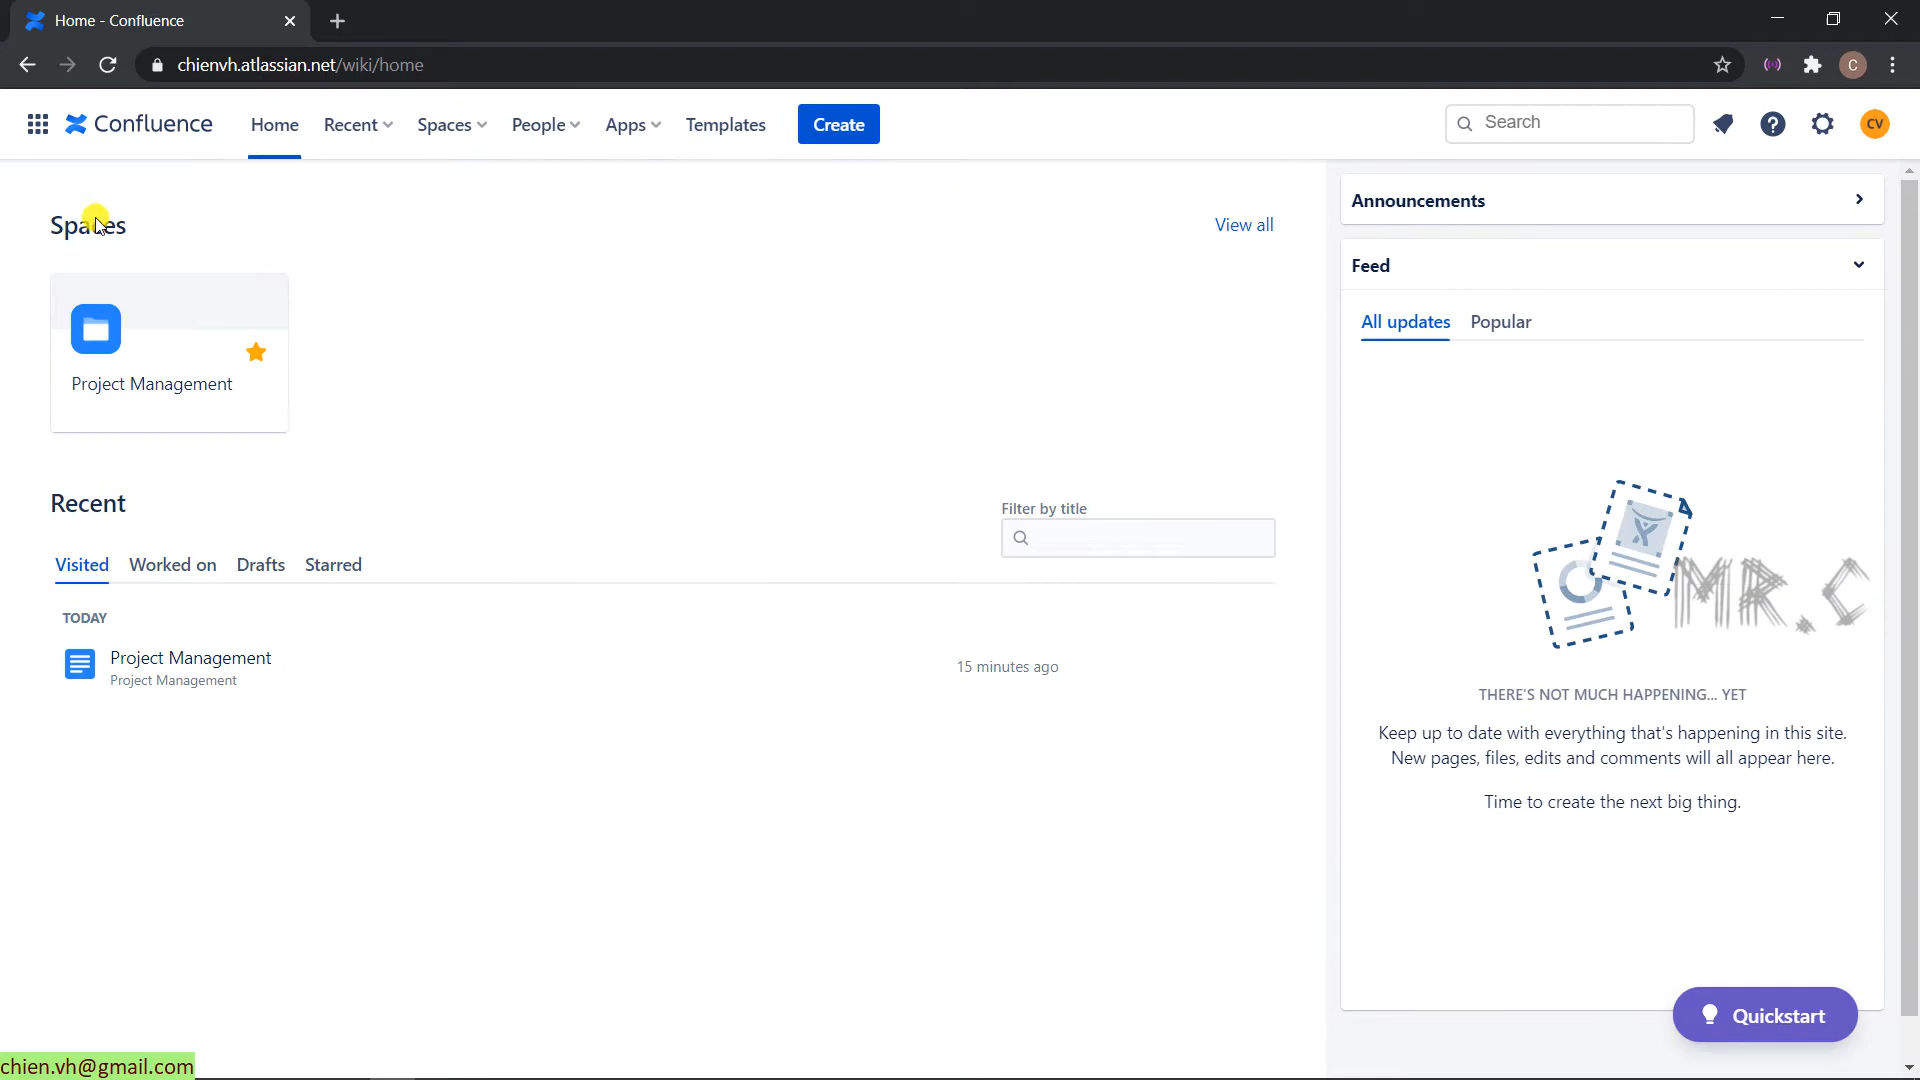 Home - Confluence
chienvh.atlassian.net/wiki/home
C
Confluence
Home
Recent
Spaces
People
Apps
Templates
Create
Search
CV
Spaces
View all
Project Management
Recent
Filter by title
Visited
Worked on
Drafts
Starred
TODAY
Project Management
Project Management
15 minutes ago
Announcements
Feed
All updates
Popular
MR.C
THERE'S NOT MUCH HAPPENING... YET
Keep up to date with everything that's happening in this site.
New pages, files, edits and comments will all appear here.
Time to create the next big thing.
Quickstart
chien.vh@gmail.com